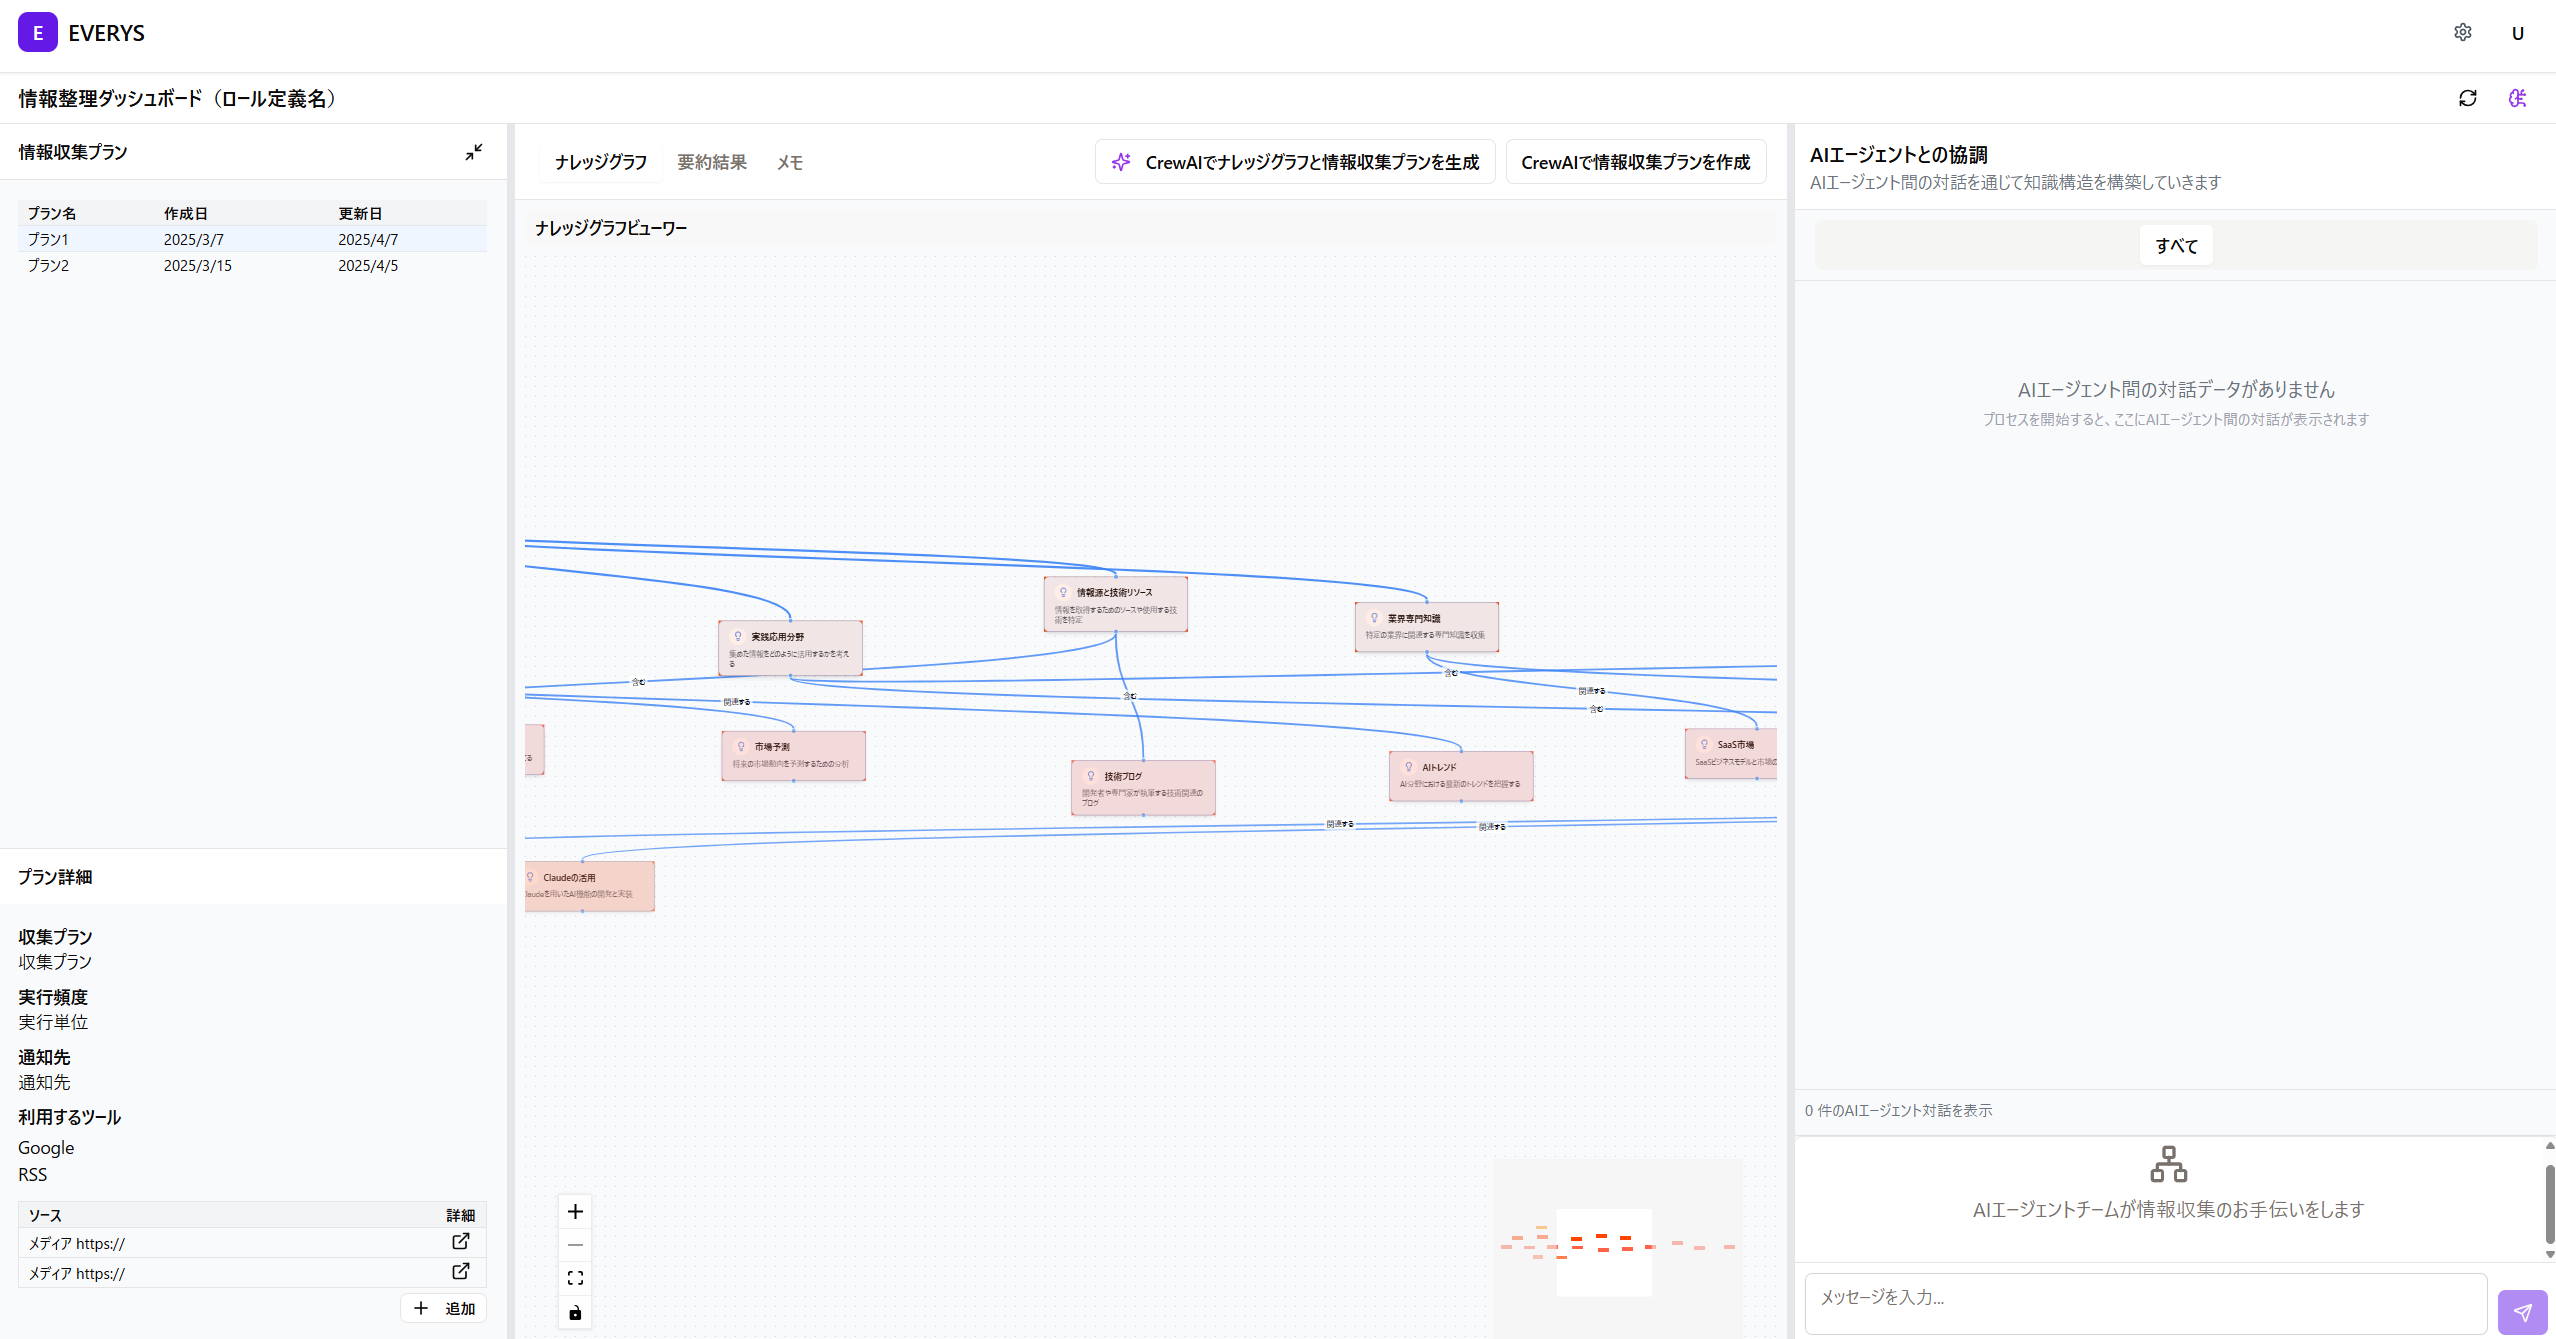 E EVERYS
U
情報整理ダッシュボード（ロール定義名）
情報収集プラン
プラン名 作成日 更新日
プラン1 2025/3/7 2025/4/7
プラン2 2025/3/15 2025/4/5
プラン詳細
収集プラン
収集プラン
実行頻度
実行単位
通知先
通知先
利用するツール
Google
RSS
ソース 詳細
メディア https://
メディア https://
追加
ナレッジグラフ 要約結果 メモ
CrewAIでナレッジグラフと情報収集プランを生成
CrewAIで情報収集プランを作成
ナレッジグラフビューワー
情報源と技術リソース
情報を取得するためのソースや使用する技
術を特定
業界専門知識
特定の業界に関連する専門知識を収集
実践応用分野
集めた情報をどのように活用するかを考え
る
含む
関連する
含む
含む
関連する
含む
市場予測
将来の市場動向を予測するための分析
技術ブログ
開発者や専門家が執筆する技術関連の
ブログ
AIトレンド
AI分野における最新のトレンドを把握する
SaaS市場
SaaSビジネスモデルと市場の
関連する
関連する
Claudeの活用
laudeを用いたAI機能の開発と実装
AIエージェントとの協調
AIエージェント間の対話を通じて知識構造を構築していきます
すべて
AIエージェント間の対話データがありません
プロセスを開始すると、ここにAIエージェント間の対話が表示されます
0 件のAIエージェント対話を表示
AIエージェントチームが情報収集のお手伝いをします
メッセージを入力...